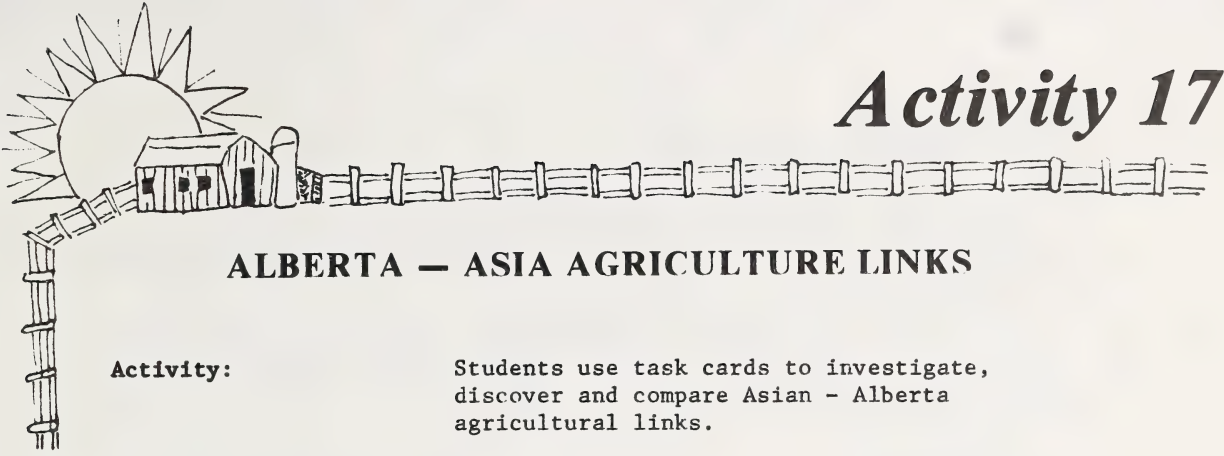 Activity 17
ALBERTA — ASIA AGRICULTURE LINKS
Activity: Students use task cards to investigate,
discover and compare Asian - Alberta
agricultural links.